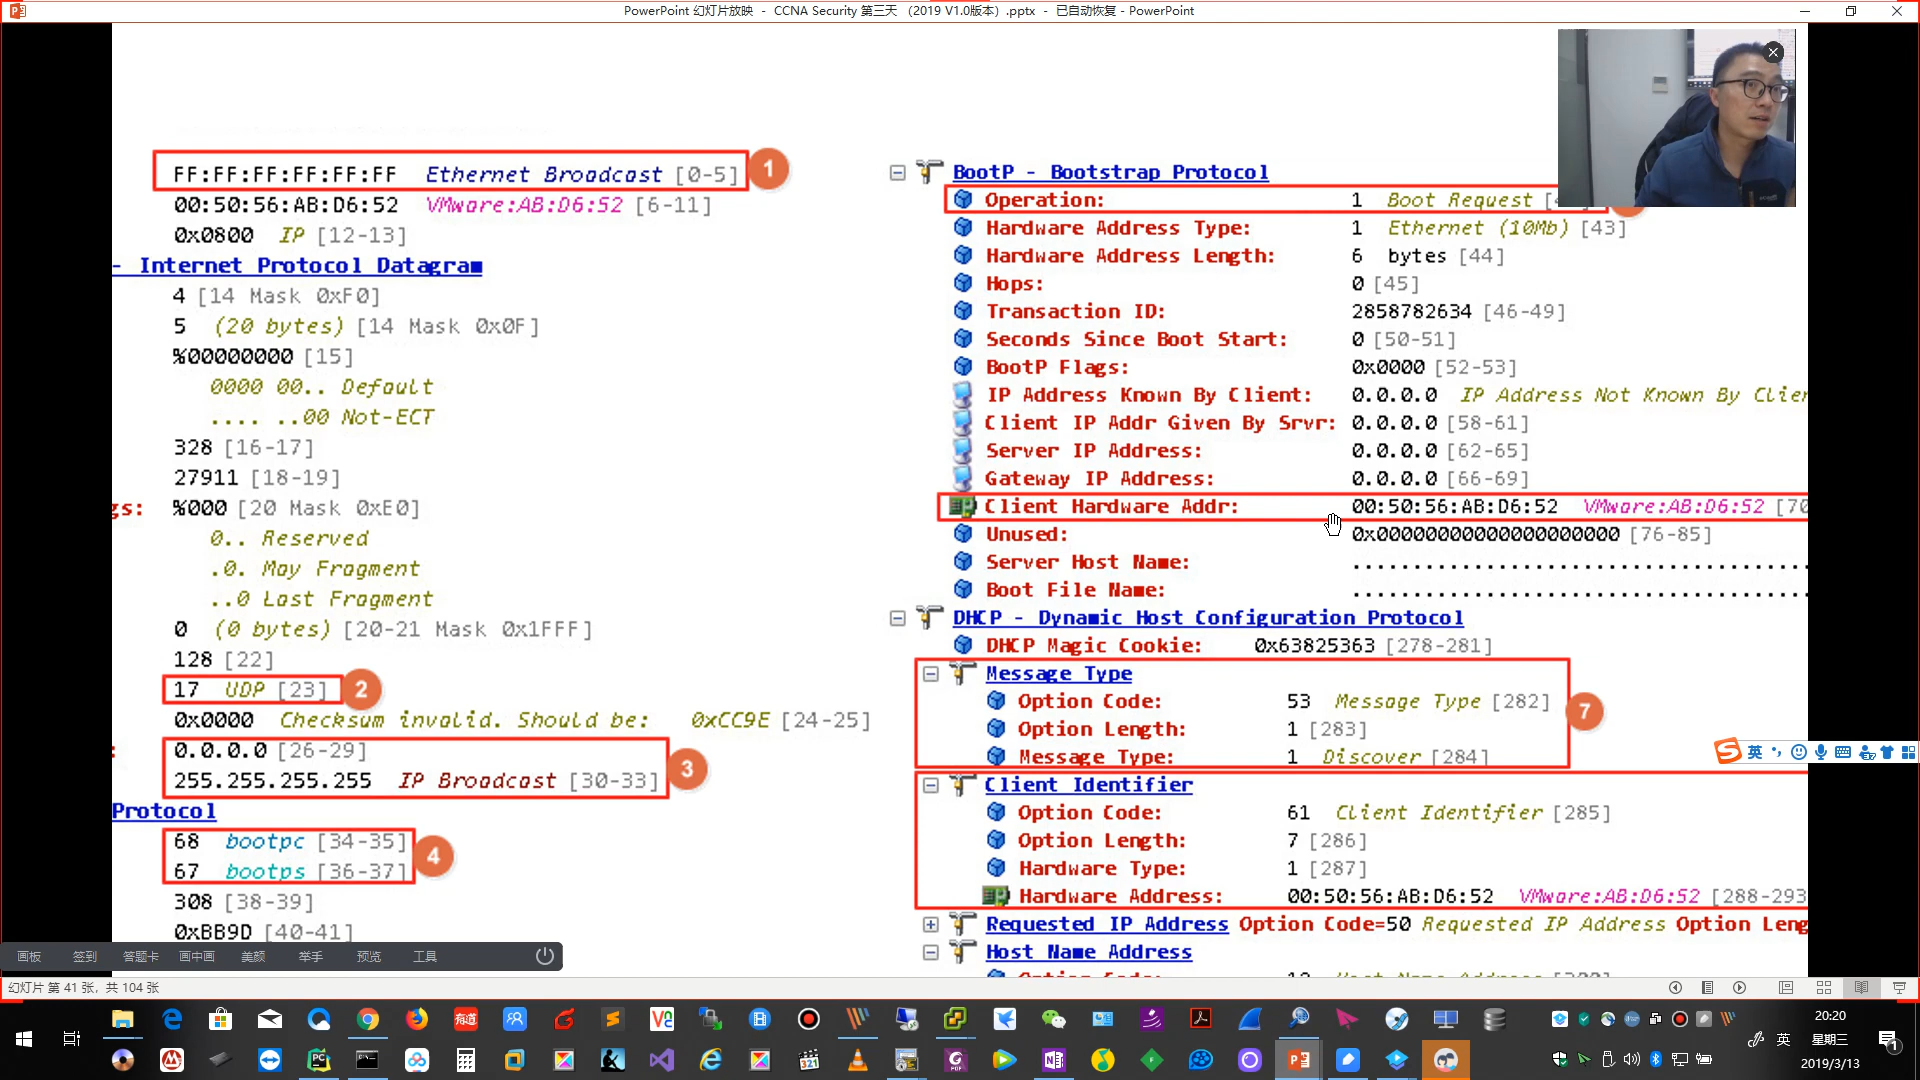 PowerPoint 幻灯片放映 - CCNA Security 第三天 （2019 V1.0版本）.pptx - 已自动恢复 - PowerPoint
FF:FF:FF:FF:FF:FF Ethernet Broadcast [0-5] 1
00:50:56:AB:D6:52 VMware:AB:D6:52 [6-11]
0x0800 IP [12-13]
- Internet Protocol Datagram
4 [14 Mask 0xF0]
5 (20 bytes) [14 Mask 0x0F]
%00000000 [15]
0000 00.. Default
.... ..00 Not-ECT
328 [16-17]
27911 [18-19]
gs: %000 [20 Mask 0xE0]
0.. Reserved
.0. May Fragment
..0 Last Fragment
0 (0 bytes) [20-21 Mask 0x1FFF]
128 [22]
17 UDP [23] 2
0x0000 Checksum invalid. Should be: 0xCC9E [24-25]
: 0.0.0.0 [26-29]
255.255.255.255 IP Broadcast [30-33] 3
Protocol
68 bootpc [34-35]
67 bootps [36-37] 4
308 [38-39]
0xBB9D [40-41]
BootP - Bootstrap Protocol
Operation: 1 Boot Request
Hardware Address Type: 1 Ethernet (10Mb) [43]
Hardware Address Length: 6 bytes [44]
Hops: 0 [45]
Transaction ID: 2858782634 [46-49]
Seconds Since Boot Start: 0 [50-51]
BootP Flags: 0x0000 [52-53]
IP Address Known By Client: 0.0.0.0 IP Address Not Known By Clien
Client IP Addr Given By Srvr: 0.0.0.0 [58-61]
Server IP Address: 0.0.0.0 [62-65]
Gateway IP Address: 0.0.0.0 [66-69]
Client Hardware Addr: 00:50:56:AB:D6:52 VMware:AB:D6:52 [70
Unused: 0x00000000000000000000 [76-85]
Server Host Name: ......................................
Boot File Name: ......................................
DHCP - Dynamic Host Configuration Protocol
DHCP Magic Cookie: 0x63825363 [278-281]
Message Type
Option Code: 53 Message Type [282]
Option Length: 1 [283] 7
Message Type: 1 Discover [284]
Client Identifier
Option Code: 61 Client Identifier [285]
Option Length: 7 [286]
Hardware Type: 1 [287]
Hardware Address: 00:50:56:AB:D6:52 VMware:AB:D6:52 [288-293
Requested IP Address Option Code=50 Requested IP Address Option Leng
Host Name Address
英
画板 签到 答题卡 画中画 美颜 举手 预览 工具
幻灯片 第 41 张，共 104 张
有道
20:20
英 星期三
2019/3/13